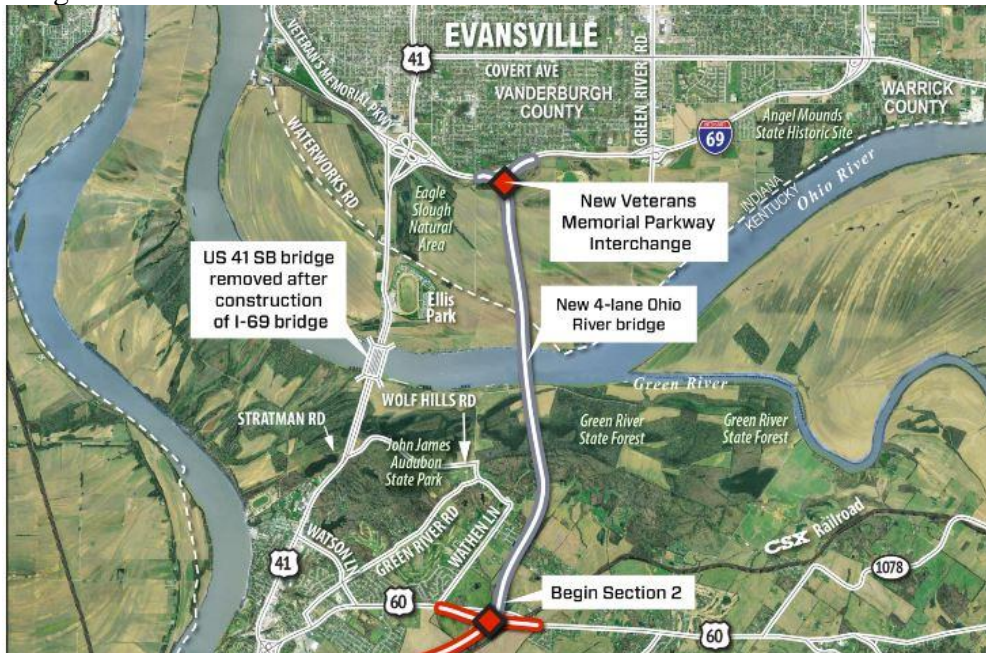 EVANSVILLE
41
COVERT AVE
VANDERBURGH
COUNTY
GREEN RIVER RD
VETERAN'S MEMORIAL PKWY
WATERWORKS RD
WARRICK
COUNTY
Angel Mounds
State Historic Site
69
INDIANA
KENTUCKY
Ohio River
Eagle
Slough
Natural
Area
New Veterans
Memorial Parkway
Interchange
US 41 SB bridge
removed after
construction
of I-69 bridge
Ellis
Park
New 4-lane Ohio
River bridge
Green River
STRATMAN RD
WOLF HILLS RD
John James
Audubon
State Park
Green River
State Forest
Green River
State Forest
WATSON LN
GREEN RIVER RD
WATHEN LN
CSX Railroad
41
60
Begin Section 2
1078
60